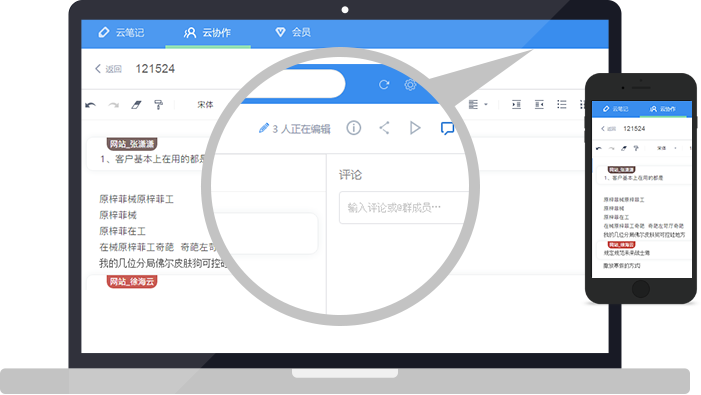 云笔记 云协作 会员
返回 121524
宋体
3 人正在编辑
网站_张潇潇
1、客户基本上在用的都是
评论
输入评论或@群成员…
原梓菲械原梓菲工
原梓菲械
原梓菲在工
在械原梓菲工奇葩 奇葩左司
我的几位分局佛尔皮肤狗可控
网站_徐海云
云笔记 云协作
返回 121524
宋体
网站_张潇潇
1、客户基本上在用的都是
原梓菲械原梓菲工
原梓菲械
原梓菲在工
在械原梓菲工奇葩 奇葩左司可控
我的几位分局佛尔皮肤狗可控地方
网站_徐海云